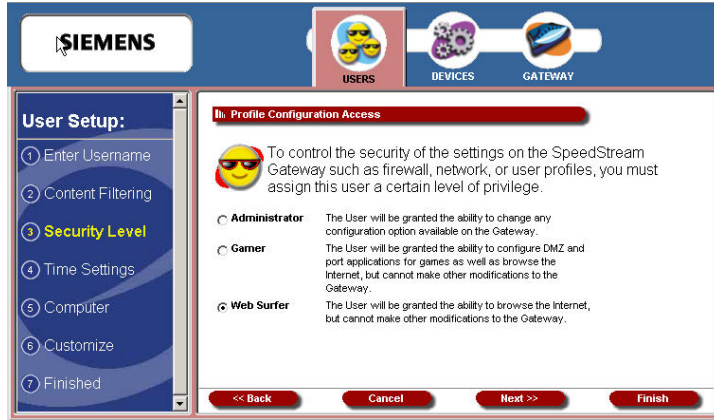 SIEMENS
USERS
DEVICES
GATEWAY
User Setup:
1 Enter Username
2 Content Filtering
3 Security Level
4 Time Settings
5 Computer
6 Customize
7 Finished
Profile Configuration Access
To control the security of the settings on the SpeedStream
Gateway such as firewall, network, or user profiles, you must
assign this user a certain level of privilege.
Administrator
The User will be granted the ability to change any
configuration option available on the Gateway.
Gamer
The User will be granted the ability to configure DMZ and
port applications for games as well as browse the
Internet, but cannot make other modifications to the
Gateway.
Web Surfer
The User will be granted the ability to browse the Internet,
but cannot make other modifications to the Gateway.
<< Back
Cancel
Next >>
Finish